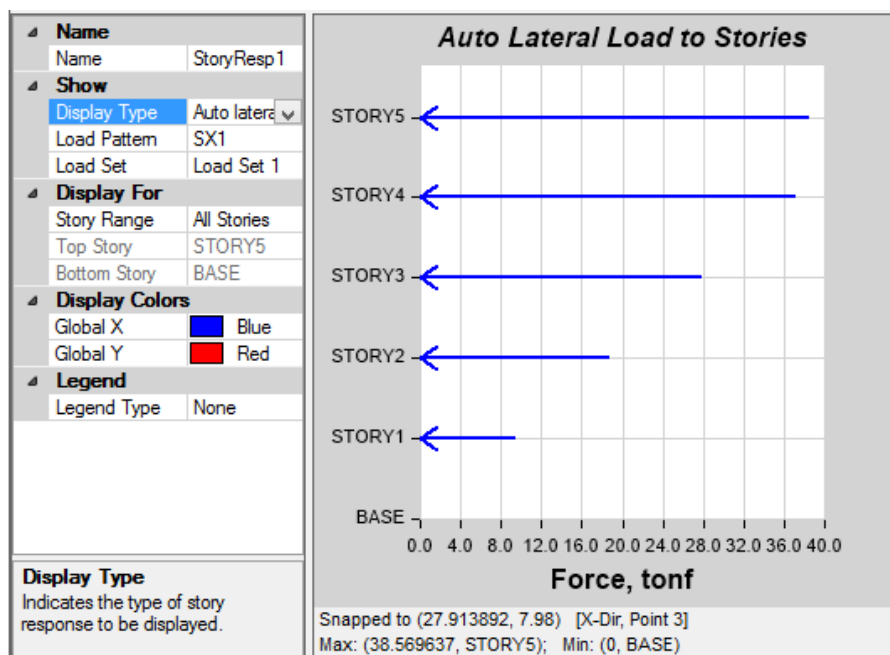 Name
Name StoryResp1
Show
Display Type Auto latera
Load Pattern SX1
Load Set Load Set 1
Display For
Story Range All Stories
Top Story STORY5
Bottom Story BASE
Display Colors
Global X Blue
Global Y Red
Legend
Legend Type None
Display Type
Indicates the type of story
response to be displayed.
Auto Lateral Load to Stories
STORY5
STORY4
STORY3
STORY2
STORY1
BASE
0.0 4.0 8.0 12.0 16.0 20.0 24.0 28.0 32.0 36.0 40.0
Force, tonf
Snapped to (27.913892, 7.98) [X-Dir, Point 3]
Max: (38.569637, STORY5); Min: (0, BASE)